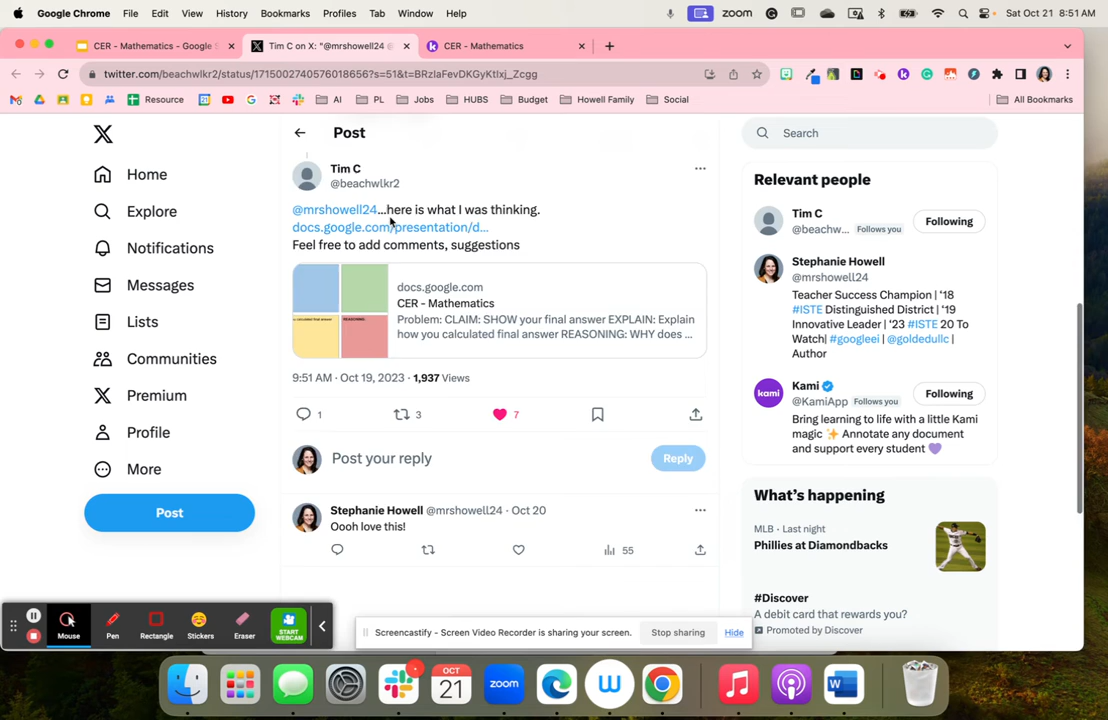 Google Chrome File Edit View History Bookmarks Profiles Tab Window Help zoom Sat Oct 21 8:51 AM
CER - Mathematics - Google S Tim C on X: "@mrshowell24 CER - Mathematics
twitter.com/beachwlkr2/status/1715002740576018656?s=51&t=BRzlaFevDKGyKtIxj_Zcgg
Resource AI PL Jobs HUBS Budget Howell Family Social All Bookmarks
Home
Explore
Notifications
Messages
Lists
Communities
Premium
Profile
More
Post
Post
Tim C
@beachwlkr2
@mrshowell24...here is what I was thinking.
docs.google.com/presentation/d...
Feel free to add comments, suggestions
docs.google.com
CER - Mathematics
Problem: CLAIM: SHOW your final answer EXPLAIN: Explain
how you calculated final answer REASONING: WHY does ...
9:51 AM · Oct 19, 2023 · 1,937 Views
1 3 7
Post your reply
Reply
Stephanie Howell @mrshowell24 · Oct 20
Oooh love this!
55
Search
Relevant people
Tim C
@beachw... Follows you
Following
Stephanie Howell
@mrshowell24
Following
Teacher Success Champion | '18
#ISTE Distinguished District | '19
Innovative Leader | '23 #ISTE 20 To
Watch| #googleei | @goldedullc |
Author
Kami
@KamiApp Follows you
Following
kami
Bring learning to life with a little Kami
magic ✨ Annotate any document
and support every student 💜
What's happening
MLB · Last night
Phillies at Diamondbacks
#Discover
A debit card that rewards you?
Promoted by Discover
Mouse Pen Rectangle Stickers Eraser START WEBCAM
Screencastify - Screen Video Recorder is sharing your screen. Stop sharing Hide
OCT
21
zoom